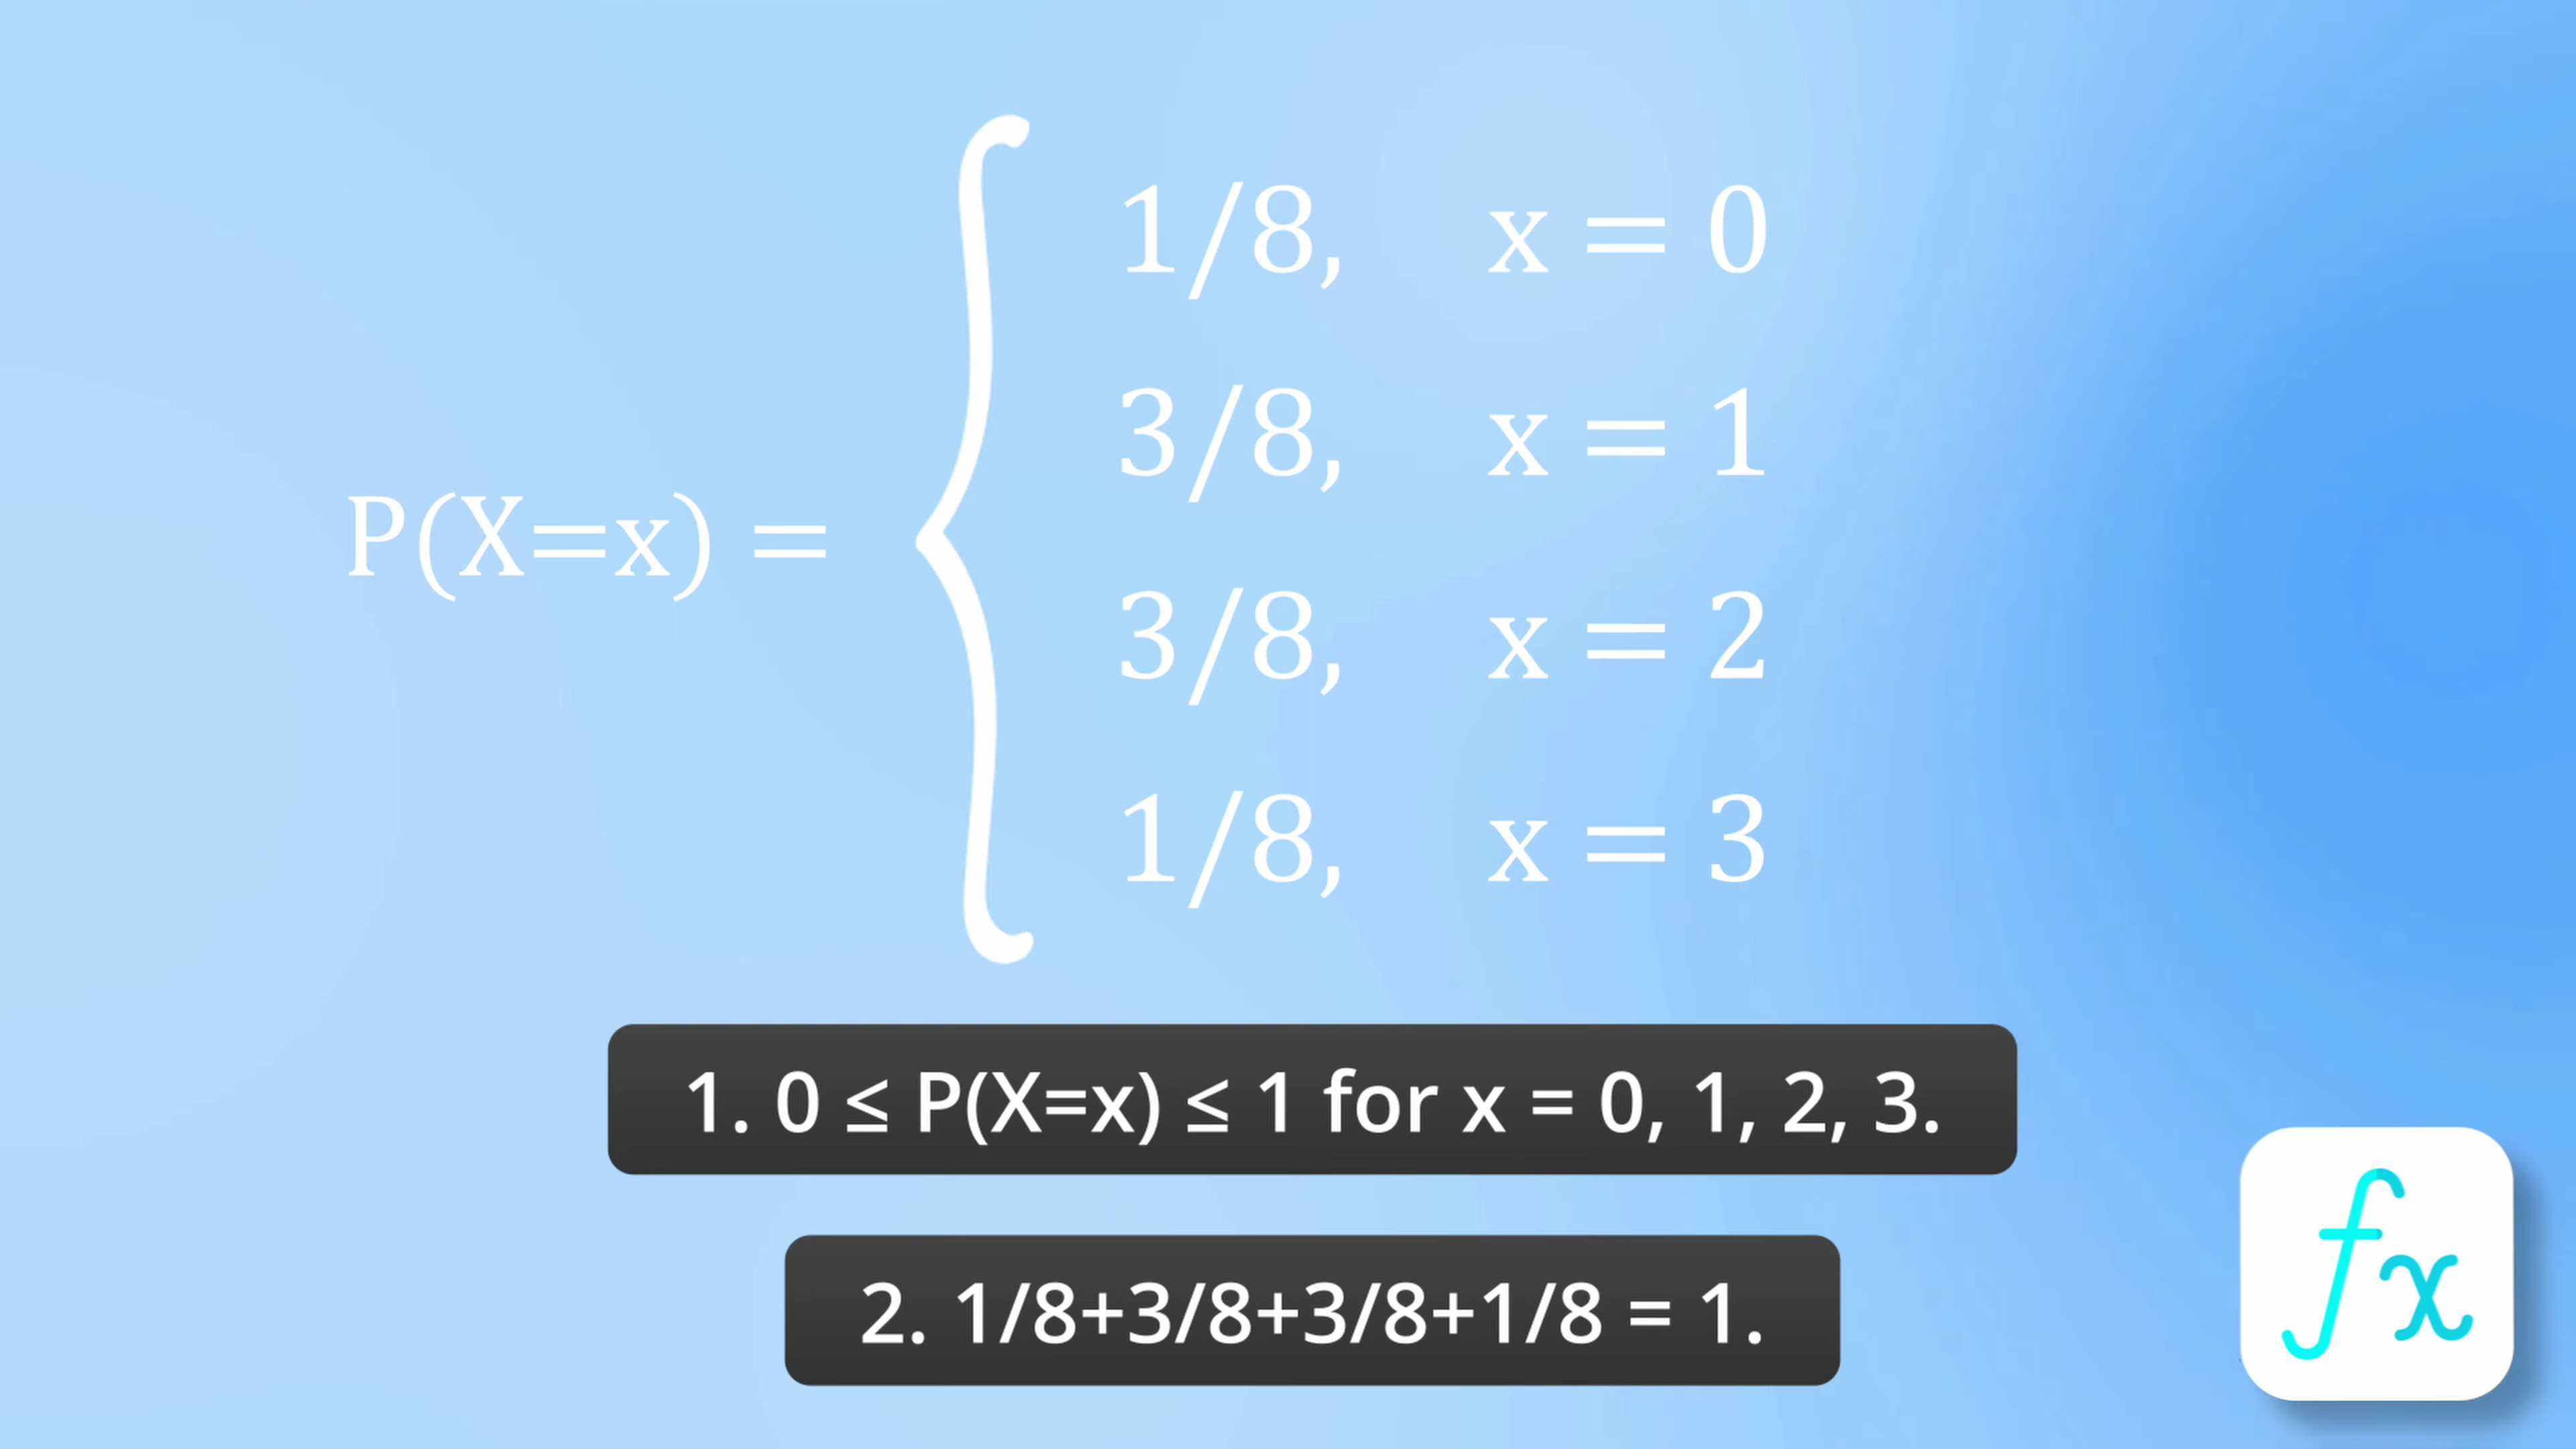 P(X=x) =
1/8, x = 0
3/8, x = 1
3/8, x = 2
1/8, x = 3
1. 0 ≤ P(X=x) ≤ 1 for x = 0, 1, 2, 3.
2. 1/8+3/8+3/8+1/8 = 1.
fx